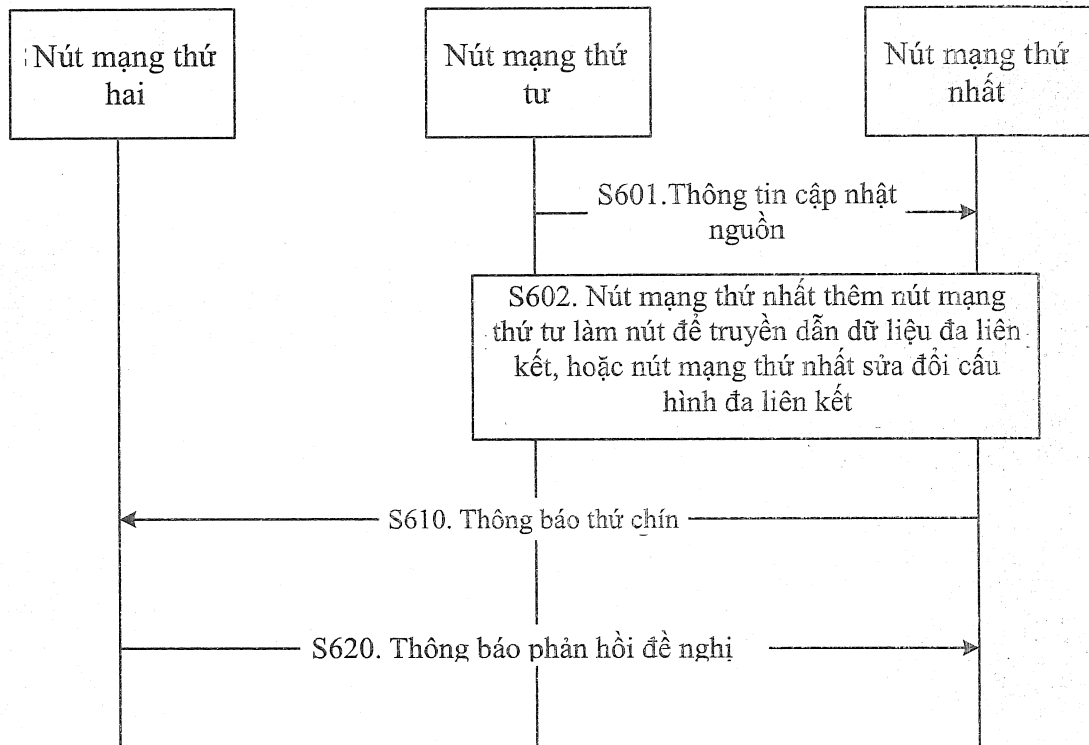 Nút mạng thứ
hai
Nút mạng thứ
tư
Nút mạng thứ
nhất
S601.Thông tin cập nhật
nguồn
S602. Nút mạng thứ nhất thêm nút mạng
thứ tư làm nút để truyền dẫn dữ liệu đa liên
kết, hoặc nút mạng thứ nhất sửa đổi cấu
hình đa liên kết
S610. Thông báo thứ chín
S620. Thông báo phản hồi đề nghị